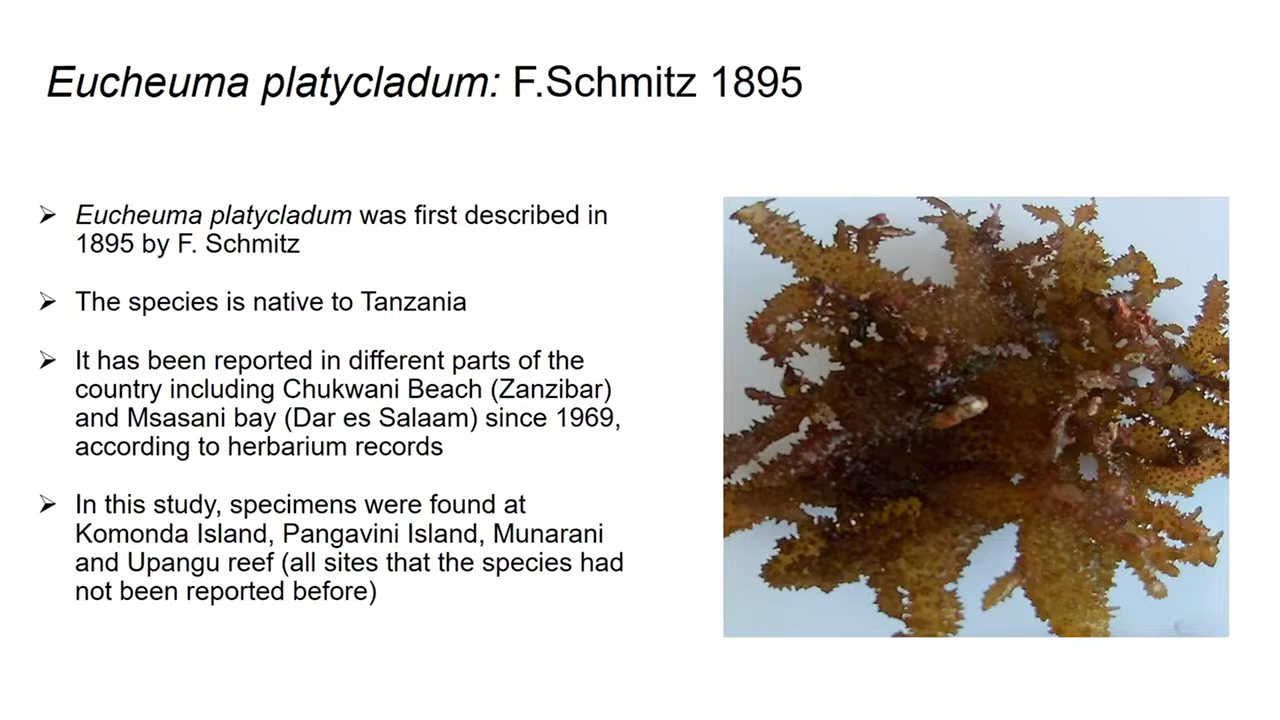 Eucheuma platycladum: F.Schmitz 1895
➢ Eucheuma platycladum was first described in
1895 by F. Schmitz
➢ The species is native to Tanzania
➢ It has been reported in different parts of the
country including Chukwani Beach (Zanzibar)
and Msasani bay (Dar es Salaam) since 1969,
according to herbarium records
➢ In this study, specimens were found at
Komonda Island, Pangavini Island, Munarani
and Upangu reef (all sites that the species had
not been reported before)